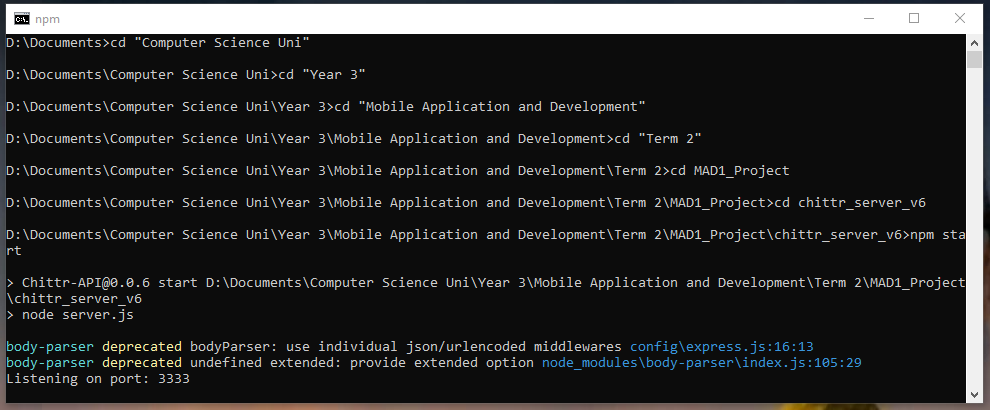 npm
D:\Documents>cd "Computer Science Uni"
D:\Documents\Computer Science Uni>cd "Year 3"
D:\Documents\Computer Science Uni\Year 3>cd "Mobile Application and Development"
D:\Documents\Computer Science Uni\Year 3\Mobile Application and Development>cd "Term 2"
D:\Documents\Computer Science Uni\Year 3\Mobile Application and Development\Term 2>cd MAD1_Project
D:\Documents\Computer Science Uni\Year 3\Mobile Application and Development\Term 2\MAD1_Project>cd chittr_server_v6
D:\Documents\Computer Science Uni\Year 3\Mobile Application and Development\Term 2\MAD1_Project\chittr_server_v6>npm sta
rt
> Chittr-API@0.0.6 start D:\Documents\Computer Science Uni\Year 3\Mobile Application and Development\Term 2\MAD1_Project
\chittr_server_v6
> node server.js
body-parser deprecated bodyParser: use individual json/urlencoded middlewares config\express.js:16:13
body-parser deprecated undefined extended: provide extended option node_modules\body-parser\index.js:105:29
Listening on port: 3333